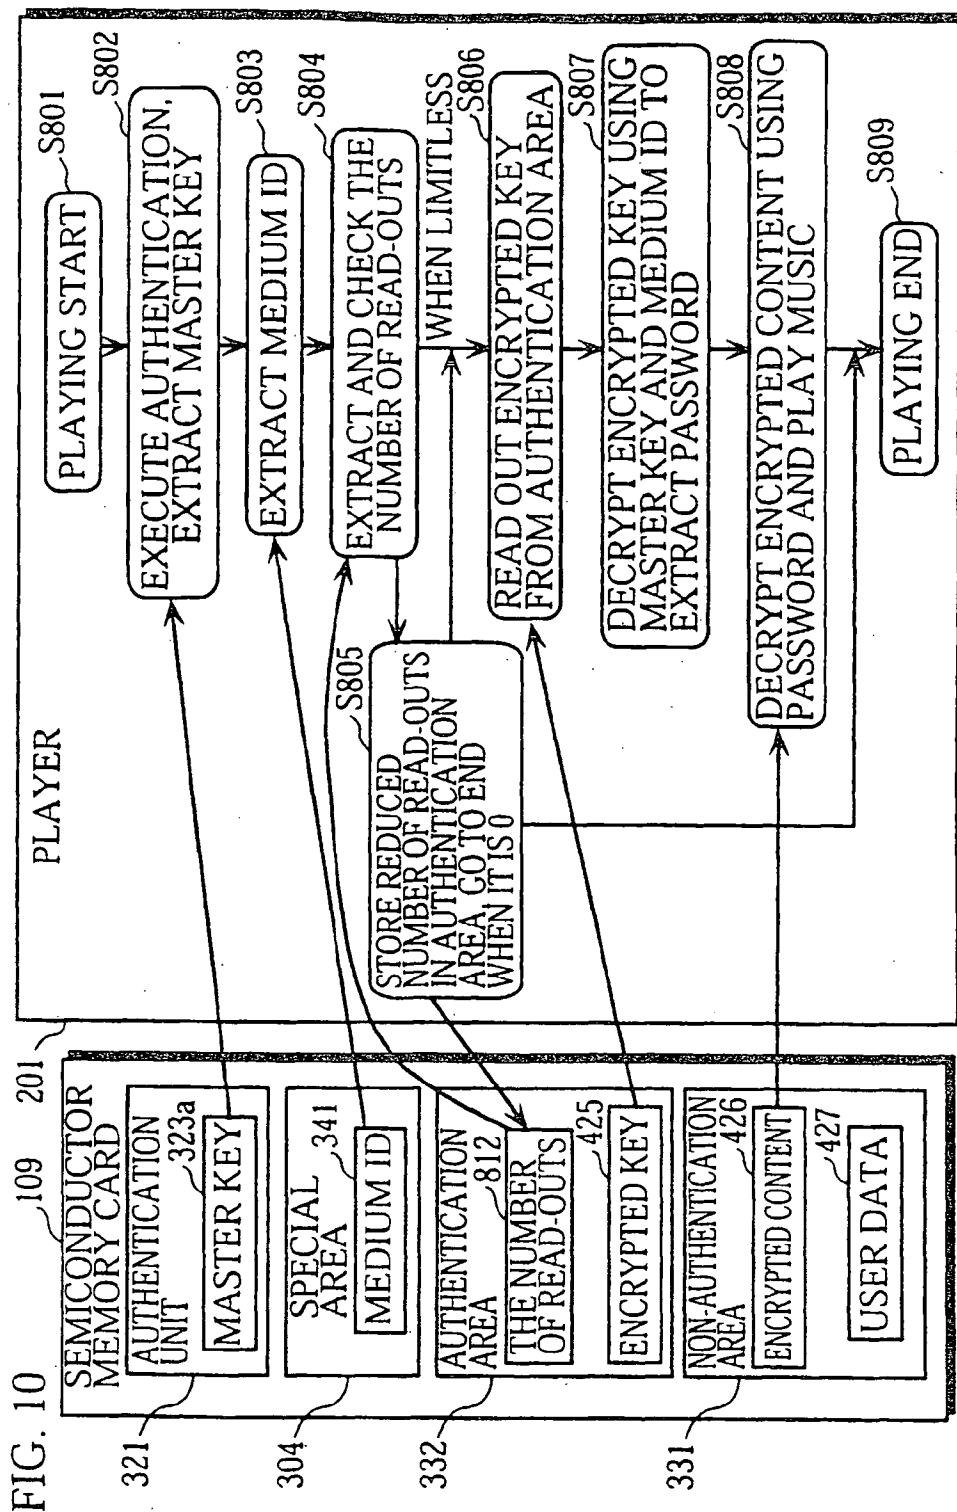 FIG. 10
109
201
SEMICONDUCTOR
MEMORY CARD
321
AUTHENTICATION
UNIT
323a
MASTER KEY
304
SPECIAL
AREA
341
MEDIUM ID
332
AUTHENTICATION
AREA
812
THE NUMBER
OF READ-OUTS
425
ENCRYPTED KEY
331
NON-AUTHENTICATION
AREA
426
ENCRYPTED CONTENT
427
USER DATA
PLAYER
PLAYING START
S801
EXECUTE AUTHENTICATION,
EXTRACT MASTER KEY
S802
EXTRACT MEDIUM ID
S803
EXTRACT AND CHECK THE
NUMBER OF READ-OUTS
S804
WHEN LIMITLESS
S805
STORE REDUCED
NUMBER OF READ-OUTS
IN AUTHENTICATION
AREA, GO TO END
WHEN IT IS 0
READ OUT ENCRYPTED KEY
FROM AUTHENTICATION AREA
S806
DECRYPT ENCRYPTED KEY USING
MASTER KEY AND MEDIUM ID TO
EXTRACT PASSWORD
S807
DECRYPT ENCRYPTED CONTENT USING
PASSWORD AND PLAY MUSIC
S808
PLAYING END
S809